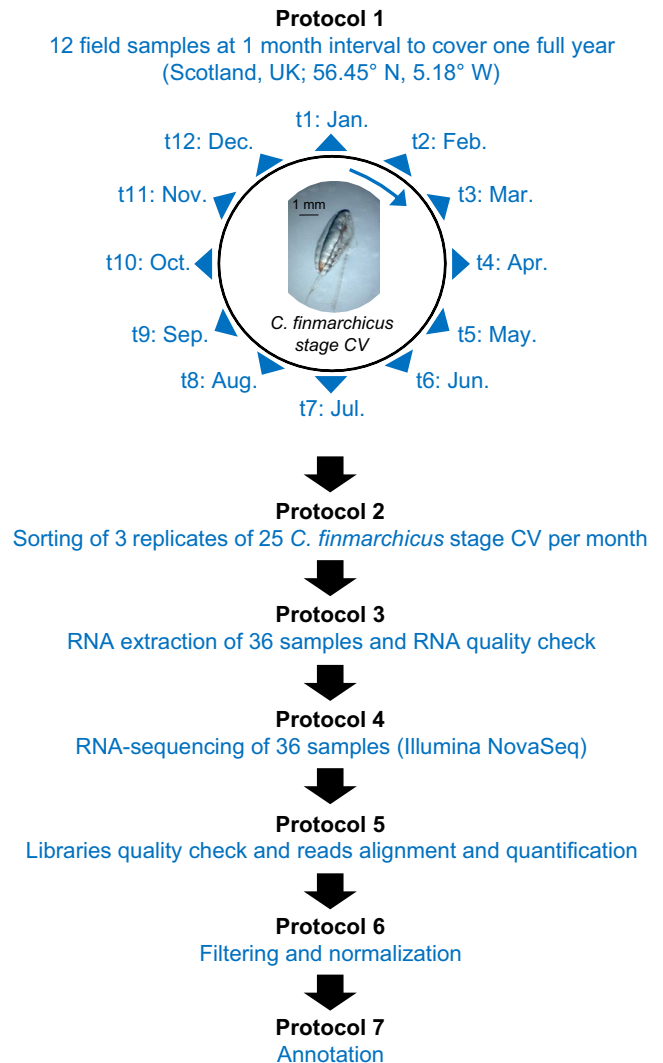 Protocol 1
12 field samples at 1 month interval to cover one full year
(Scotland, UK; 56.45° N, 5.18° W)
t1: Jan.
t12: Dec.
t2: Feb.
t11: Nov.
t3: Mar.
1 mm
t10: Oct.
t4: Apr.
C. finmarchicus
stage CV
t9: Sep.
t5: May.
t8: Aug.
t6: Jun.
t7: Jul.
Protocol 2
Sorting of 3 replicates of 25 C. finmarchicus stage CV per month
Protocol 3
RNA extraction of 36 samples and RNA quality check
Protocol 4
RNA-sequencing of 36 samples (Illumina NovaSeq)
Protocol 5
Libraries quality check and reads alignment and quantification
Protocol 6
Filtering and normalization
Protocol 7
Annotation